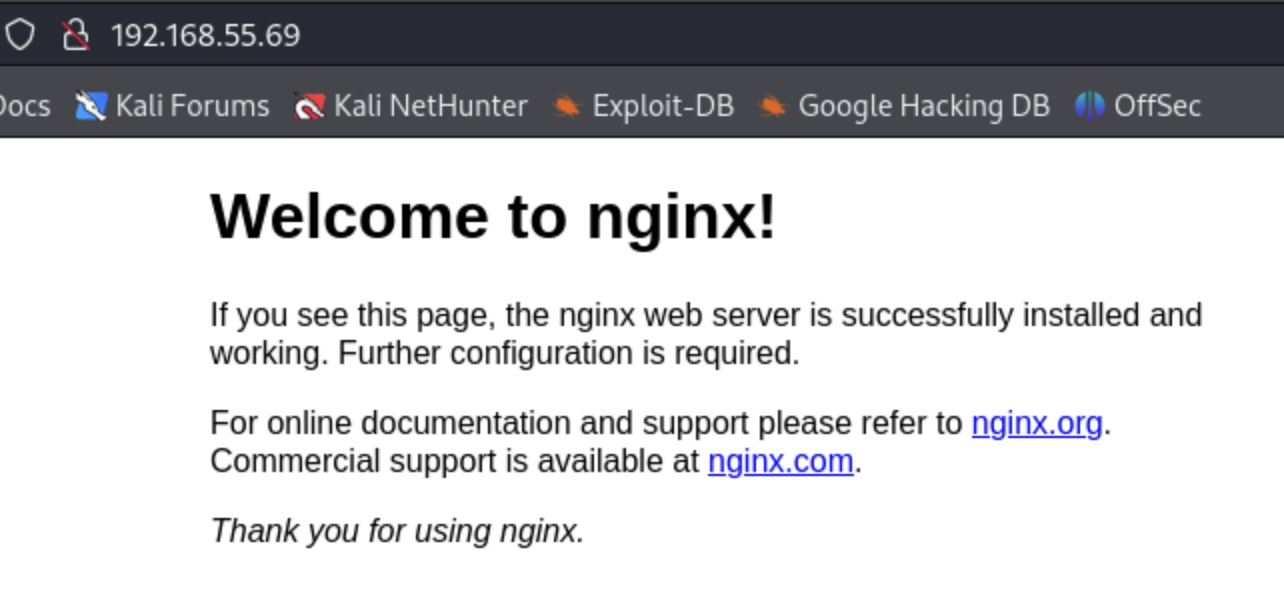 192.168.55.69
Docs Kali Forums Kali NetHunter Exploit-DB Google Hacking DB OffSec
Welcome to nginx!
If you see this page, the nginx web server is successfully installed and
working. Further configuration is required.
For online documentation and support please refer to nginx.org.
Commercial support is available at nginx.com.
Thank you for using nginx.